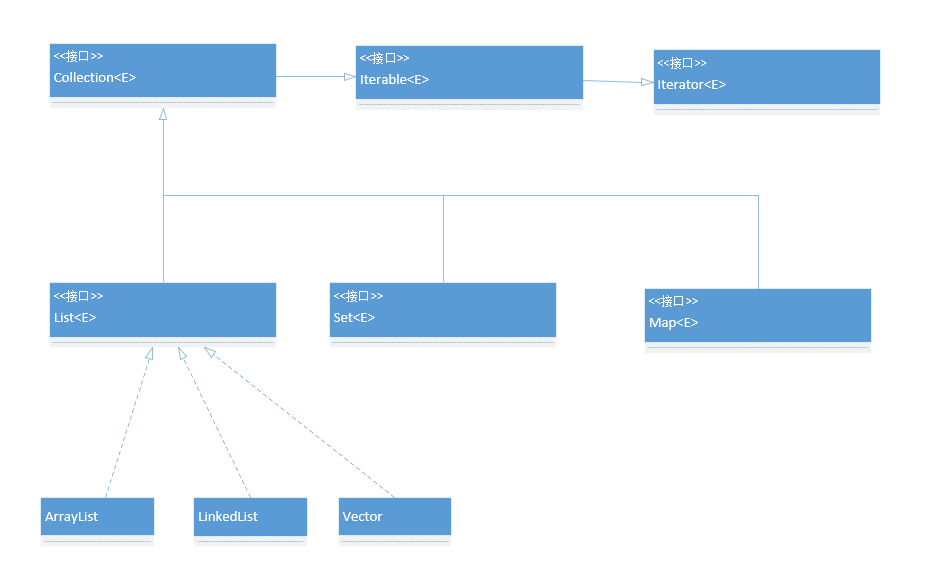 <<接口>>
Collection<E>
<<接口>>
Iterable<E>
<<接口>>
Iterator<E>
<<接口>>
List<E>
<<接口>>
Set<E>
<<接口>>
Map<E>
ArrayList
LinkedList
Vector